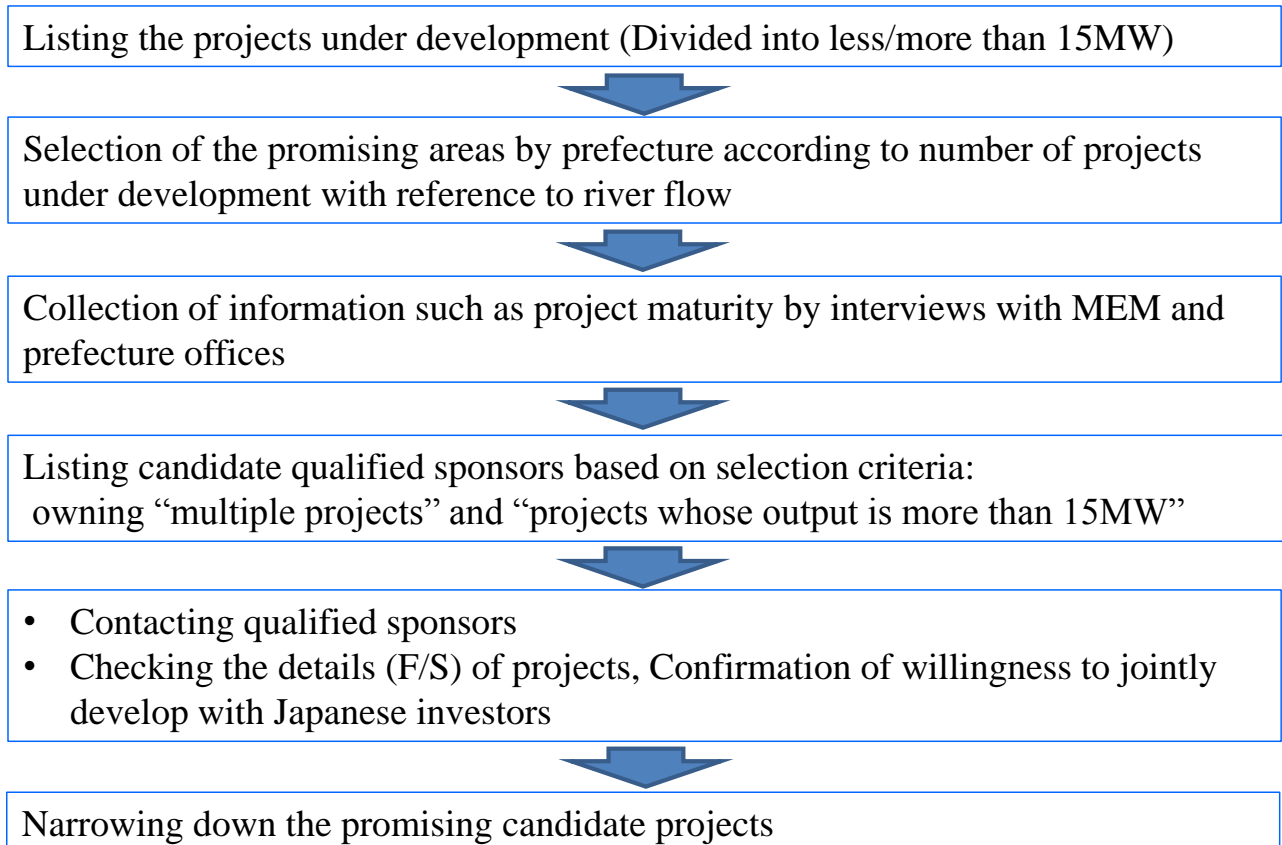 Listing the projects under development (Divided into less/more than 15MW)
Selection of the promising areas by prefecture according to number of projects
under development with reference to river flow
Collection of information such as project maturity by interviews with MEM and
prefecture offices
Listing candidate qualified sponsors based on selection criteria:
owning “multiple projects” and “projects whose output is more than 15MW”
• Contacting qualified sponsors
• Checking the details (F/S) of projects, Confirmation of willingness to jointly
develop with Japanese investors
Narrowing down the promising candidate projects